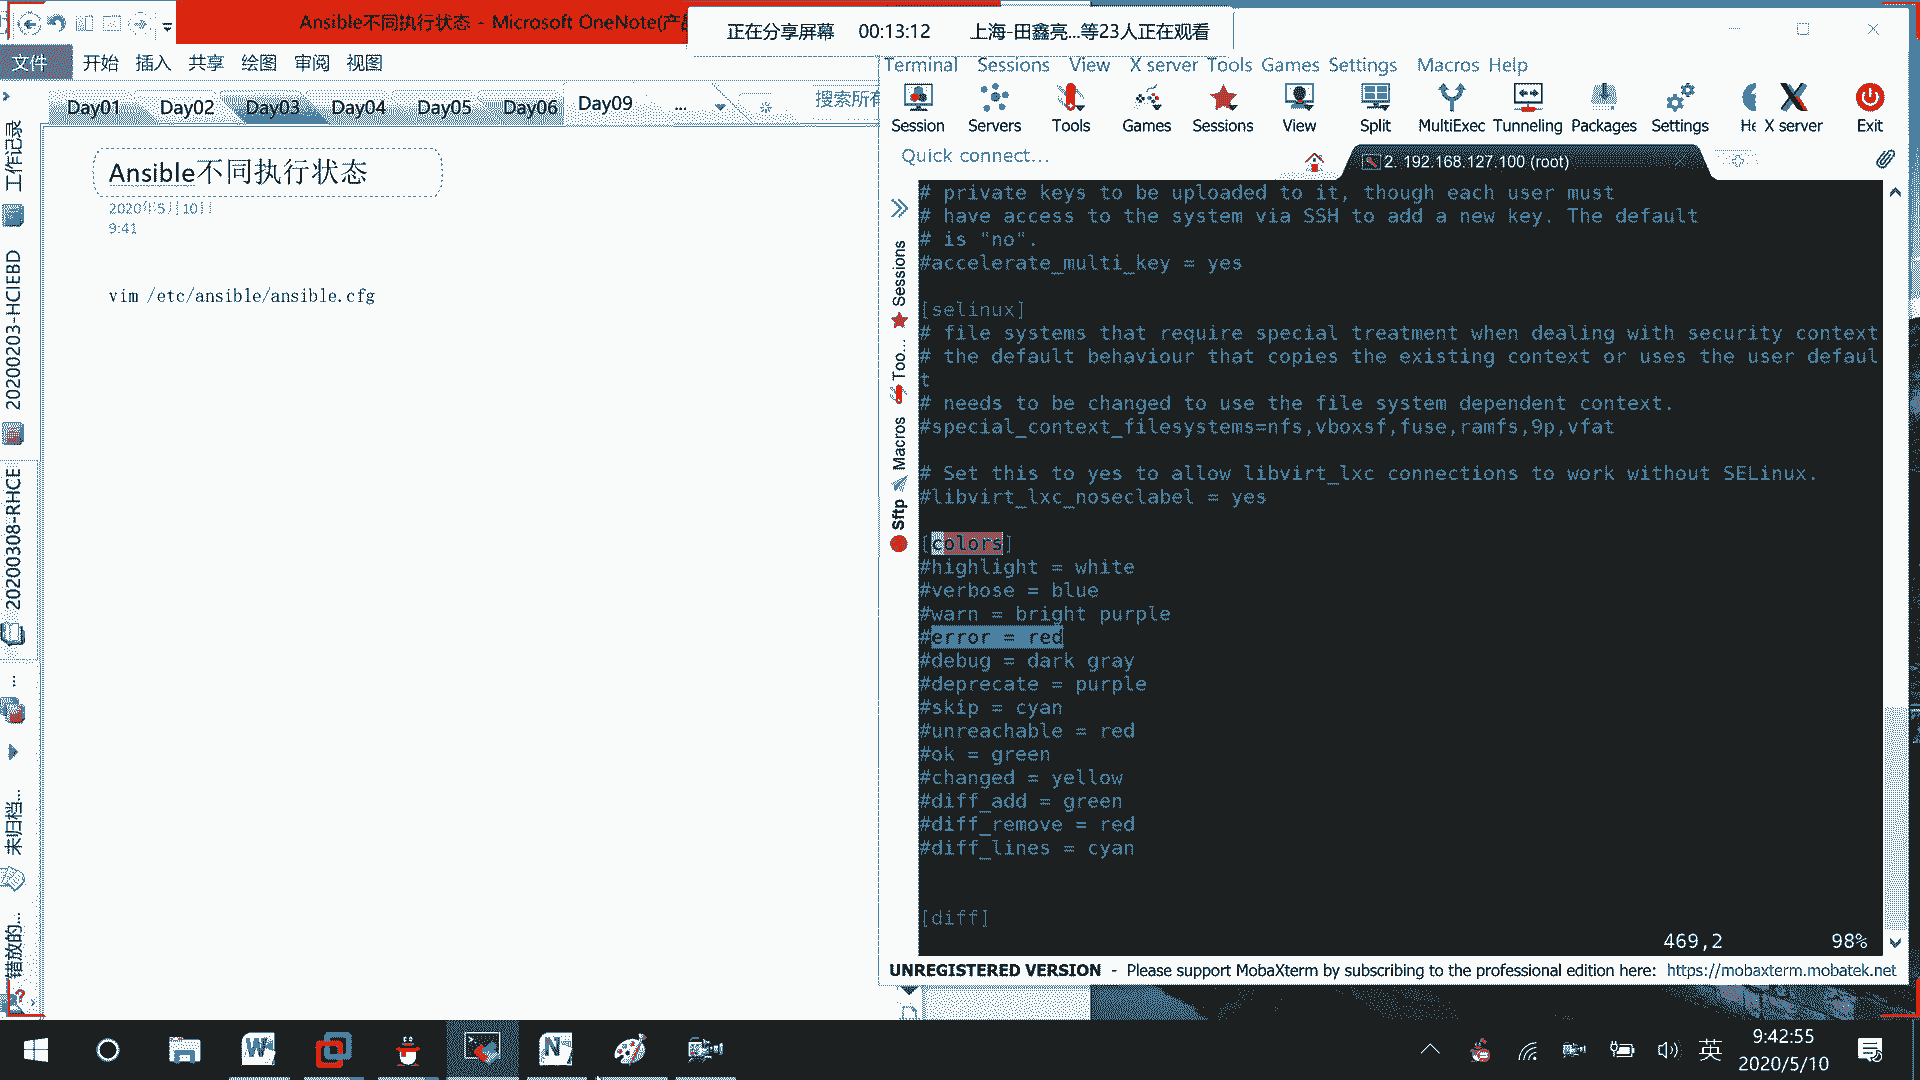 Ansible不同执行状态 - Microsoft OneNote(产
正在分享屏幕 00:13:12 上海-田鑫亮...等23人正在观看
文件 开始 插入 共享 绘图 审阅 视图
Day01 Day02 Day03 Day04 Day05 Day06 Day09 ...
搜索所有
工作记录
20200203-HCIEBD
20200308-RHCE
...
未归档...
错放的...
Ansible不同执行状态
2020年5月10日
9:41
vim /etc/ansible/ansible.cfg
Terminal Sessions View X server Tools Games Settings Macros Help
Session Servers Tools Games Sessions View Split MultiExec Tunneling Packages Settings He X server Exit
Quick connect...
2. 192.168.127.100 (root)
Sessions
Too...
Macros
Sftp
# private keys to be uploaded to it, though each user must
# have access to the system via SSH to add a new key. The default
# is "no".
#accelerate_multi_key = yes
[selinux]
# file systems that require special treatment when dealing with security context
# the default behaviour that copies the existing context or uses the user defaul
t
# needs to be changed to use the file system dependent context.
#special_context_filesystems=nfs,vboxsf,fuse,ramfs,9p,vfat
# Set this to yes to allow libvirt_lxc connections to work without SELinux.
#libvirt_lxc_noseclabel = yes
[colors]
#highlight = white
#verbose = blue
#warn = bright purple
#error = red
#debug = dark gray
#deprecate = purple
#skip = cyan
#unreachable = red
#ok = green
#changed = yellow
#diff_add = green
#diff_remove = red
#diff_lines = cyan
[diff]
469,2 98%
UNREGISTERED VERSION - Please support MobaXterm by subscribing to the professional edition here: https://mobaxterm.mobatek.net
英
9:42:55
2020/5/10